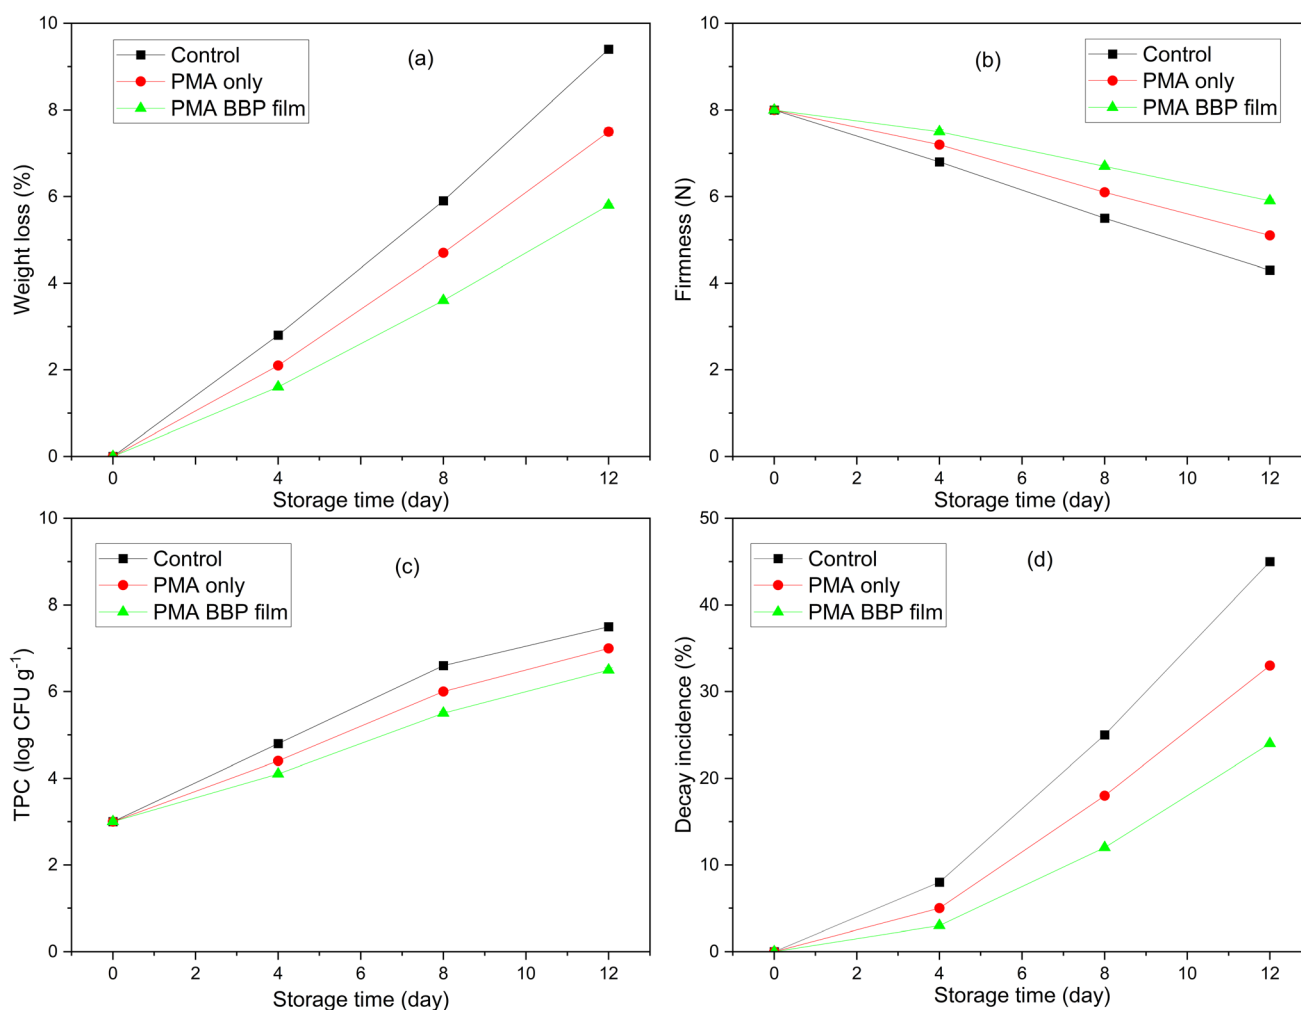 10
8
6
4
2
0
Weight loss (%)
Control
PMA only
PMA BBP film
(a)
0 2 4 6 8 10 12
Storage time (day)
10
8
6
4
2
0
Firmness (N)
(b)
Control
PMA only
PMA BBP film
0 2 4 6 8 10 12
Storage time (day)
10
8
6
4
2
0
TPC (log CFU g⁻¹)
Control
PMA only
PMA BBP film
(c)
0 2 4 6 8 10 12
Storage time (day)
50
40
30
20
10
0
Decay incidence (%)
Control
PMA only
PMA BBP film
(d)
0 2 4 6 8 10 12
Storage time (day)